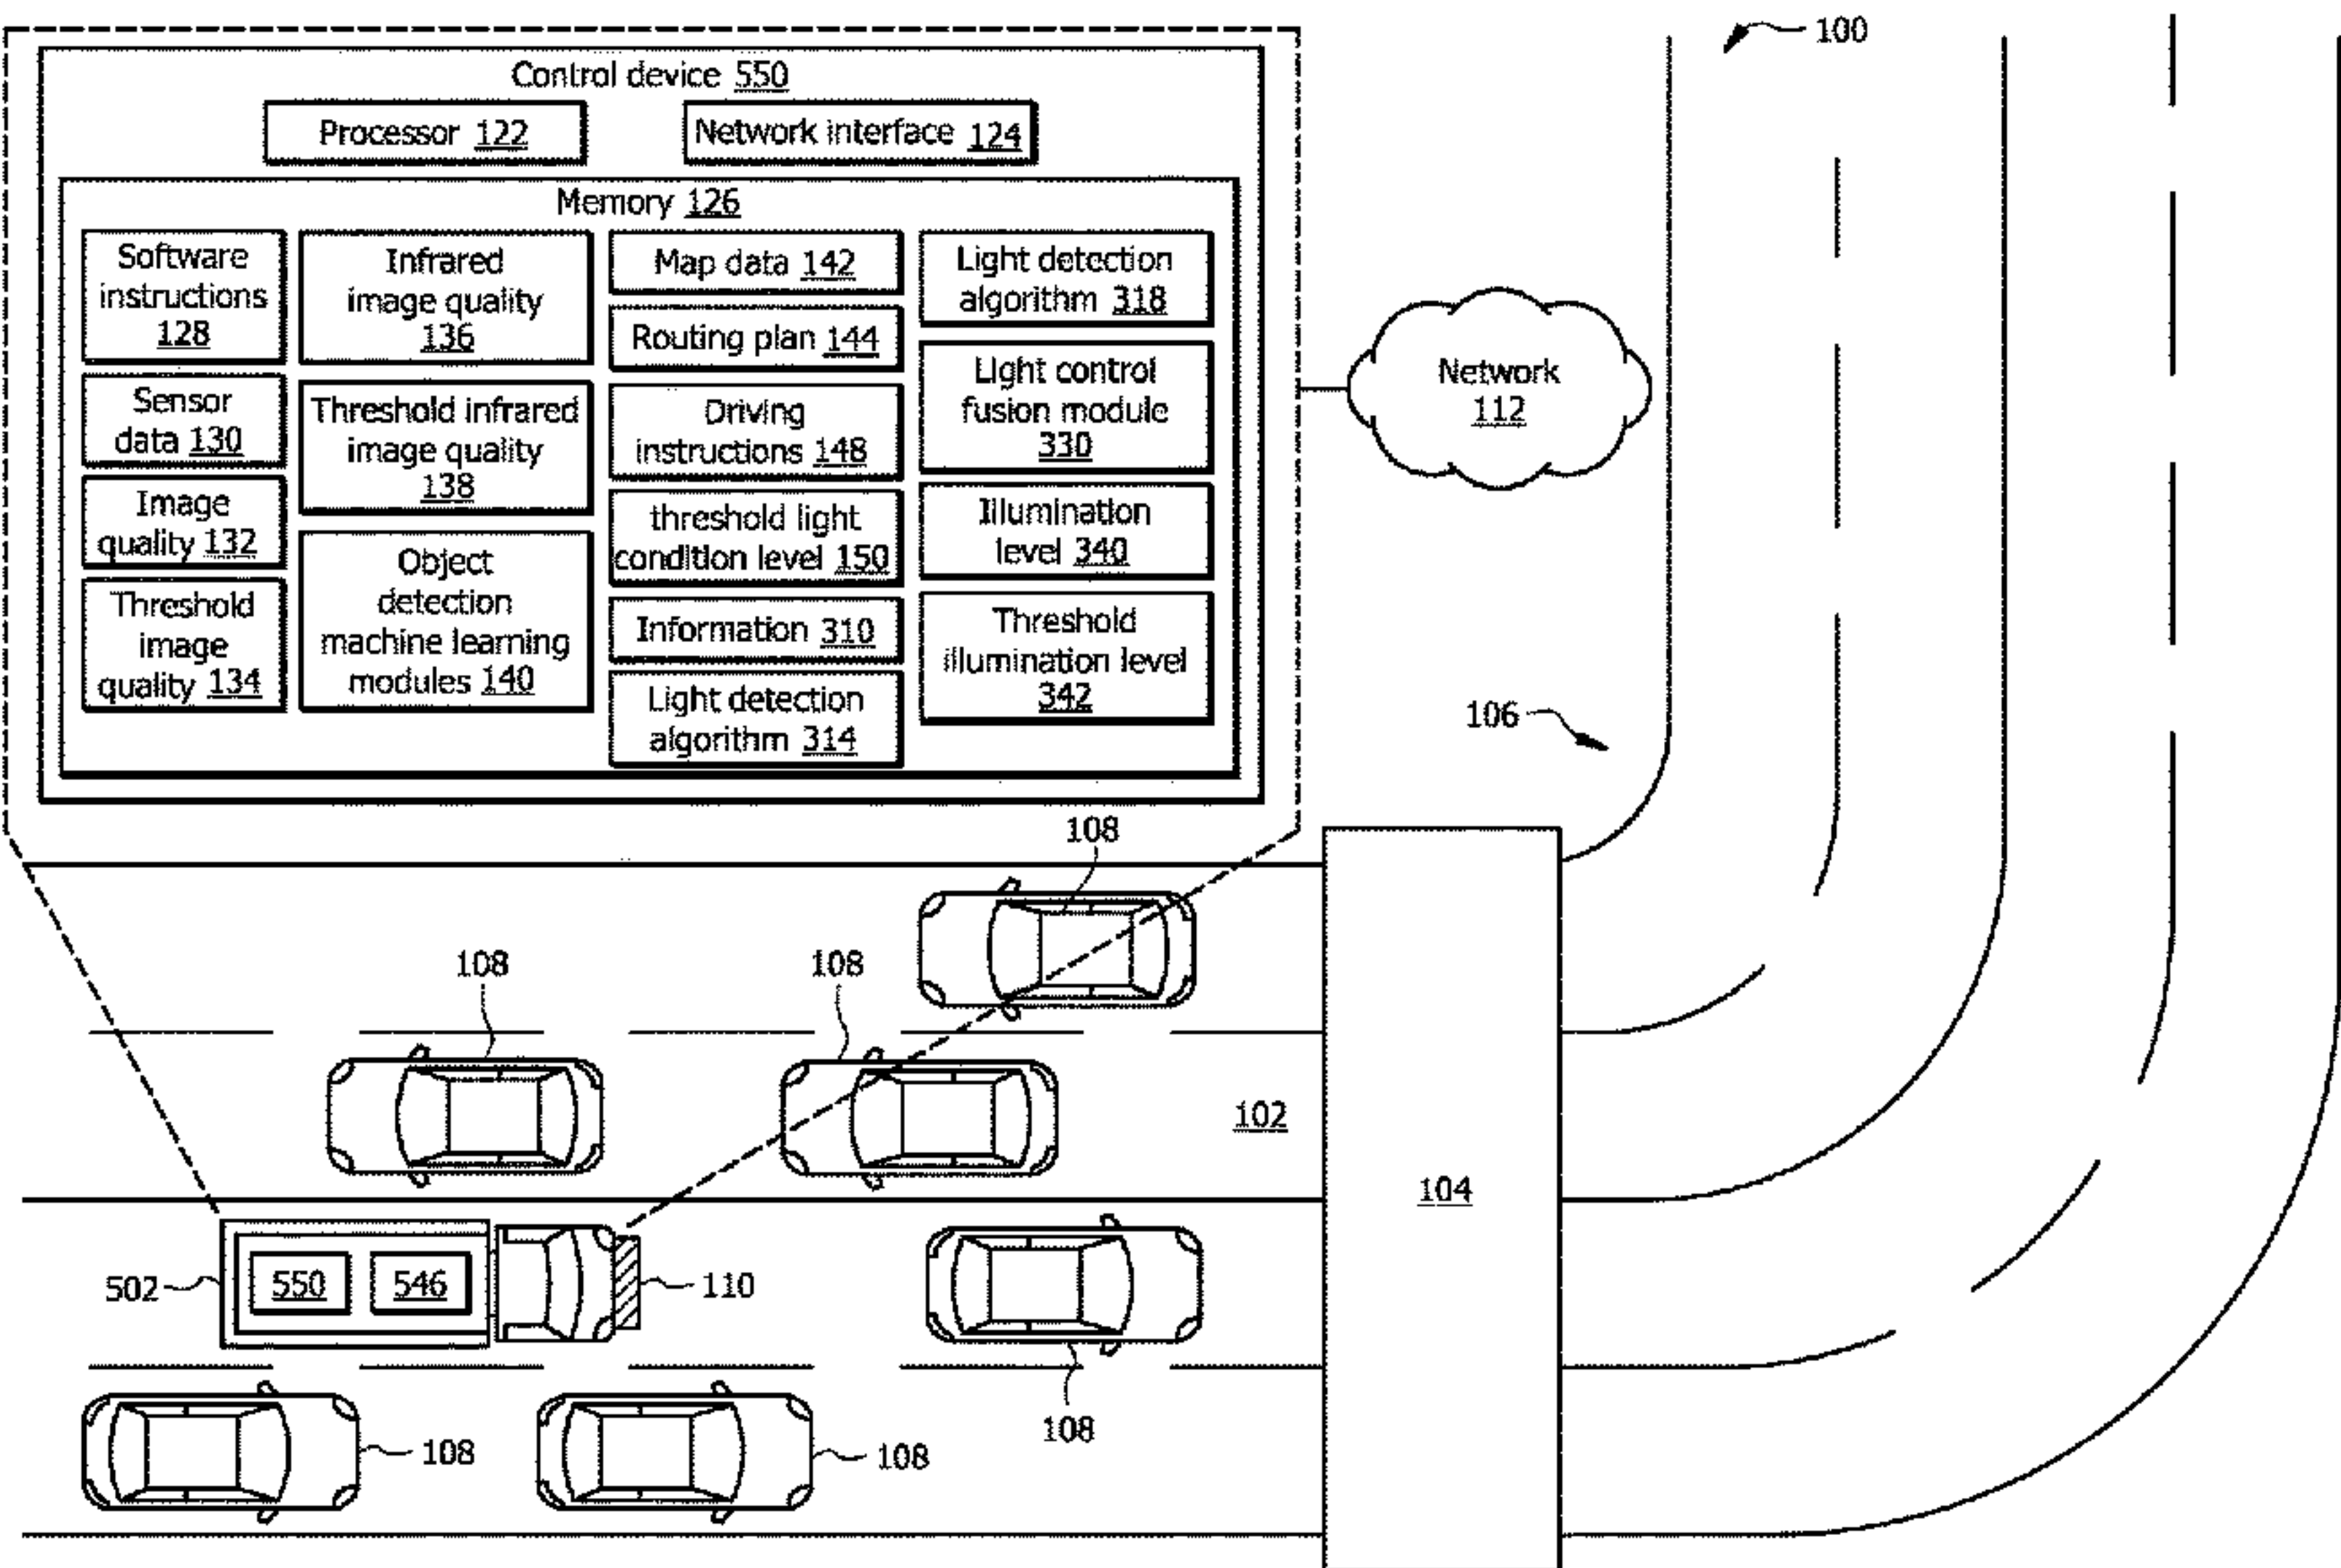 100
Control device 550
Processor 122
Network interface 124
Memory 126
Software
instructions
128
Sensor
data 130
Image
quality 132
Threshold
image
quality 134
Infrared
image quality
136
Threshold infrared
image quality
138
Object
detection
machine learning
modules 140
Map data 142
Routing plan 144
Driving
instructions 148
threshold light
condition level 150
Information 310
Light detection
algorithm 314
Light detection
algorithm 318
Light control
fusion module
330
Illumination
level 340
Threshold
illumination level
342
Network
112
106
108
108
108
102
104
502
550
546
110
108
108
108